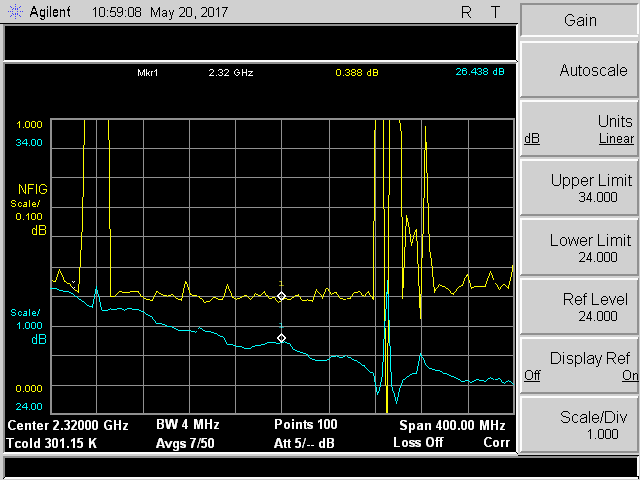 Agilent 10:59:08 May 20, 2017 R T
Gain
Mkr1 2.32 GHz 0.388 dB 26.438 dB
Autoscale
1.000
34.00
Units
dB Linear
NFIG
Scale/
0.100
dB
Upper Limit
34.000
Lower Limit
24.000
Scale/
1.000
dB
Ref Level
24.000
Display Ref
Off On
0.000
24.00
Scale/Div
1.000
1
1
Center 2.32000 GHz BW 4 MHz Points 100 Span 400.00 MHz
Tcold 301.15 K Avgs 7/50 Att 5/-- dB Loss Off Corr